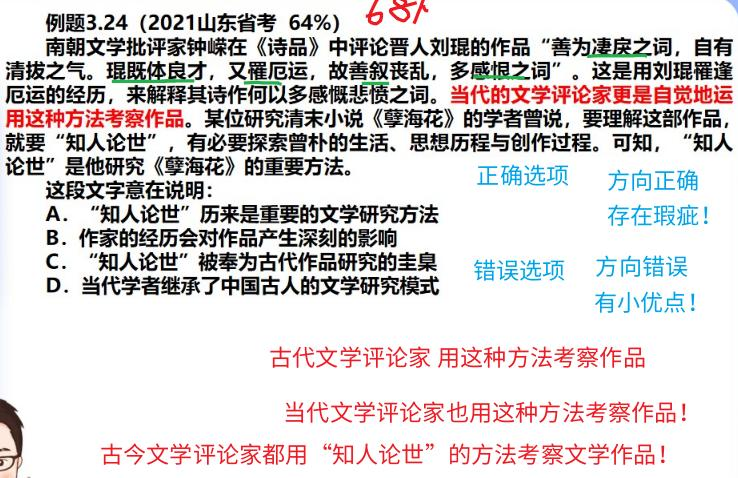 例题3.24（2021山东省考 64%）
68%
南朝文学批评家钟嵘在《诗品》中评论晋人刘琨的作品“善为凄戾之词，自有
清拔之气。琨既体良才，又罹厄运，故善叙丧乱，多感恨之词”。这是用刘琨罹逢
厄运的经历，来解释其诗作何以多感慨悲愤之词。当代的文学评论家更是自觉地运
用这种方法考察作品。某位研究清末小说《孽海花》的学者曾说，要理解这部作品，
就要“知人论世”，有必要探索曾朴的生活、思想历程与创作过程。可知，“知人
论世”是他研究《孽海花》的重要方法。
这段文字意在说明：
A．“知人论世”历来是重要的文学研究方法
B．作家的经历会对作品产生深刻的影响
C．“知人论世”被奉为古代作品研究的圭臬
D．当代学者继承了中国古人的文学研究模式
正确选项
方向正确
存在瑕疵！
错误选项
方向错误
有小优点！
古代文学评论家 用这种方法考察作品
当代文学评论家也用这种方法考察作品！
古今文学评论家都用“知人论世”的方法考察文学作品！